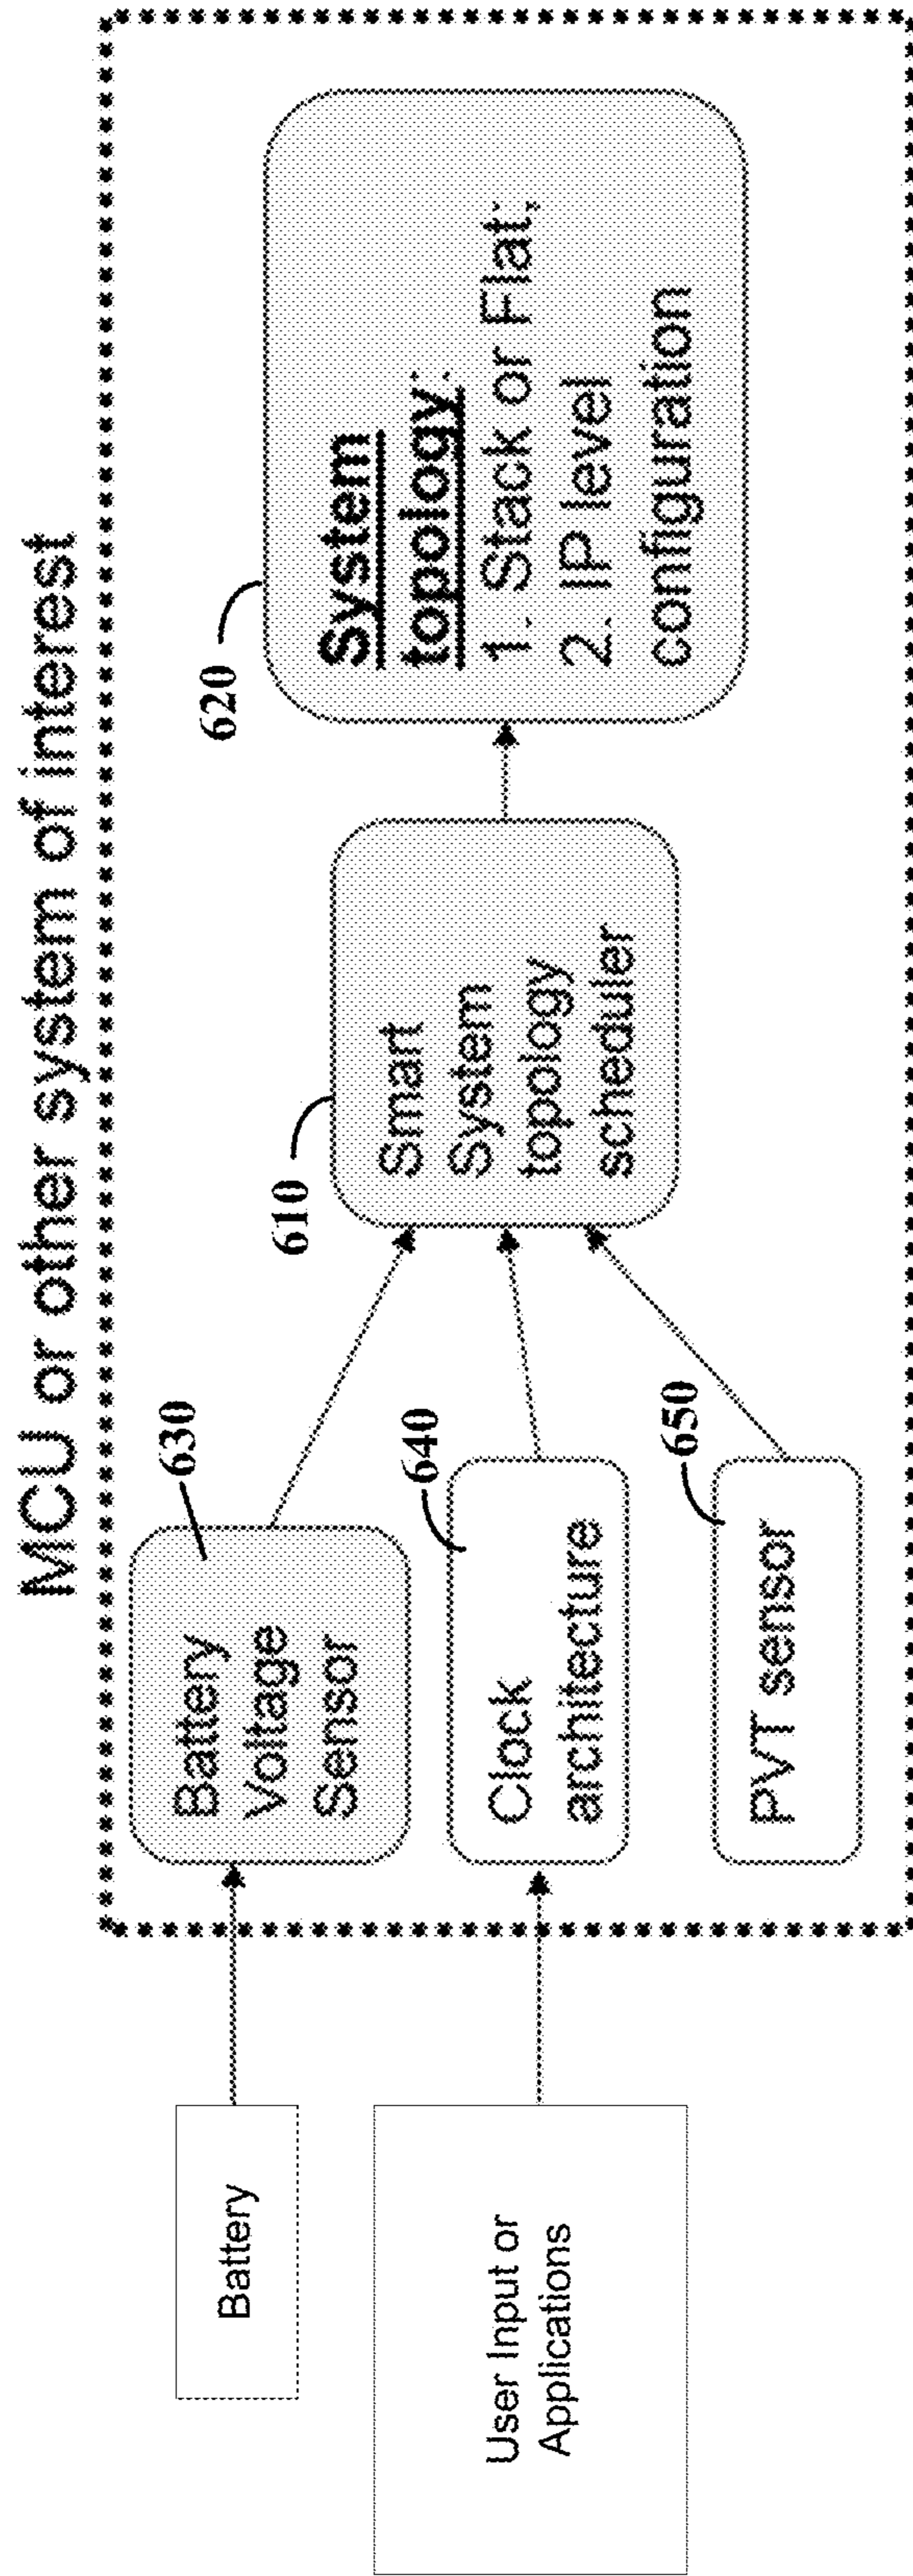 MCU or other system of interest
Battery
User Input or
Applications
630
Battery
Voltage
Sensor
640
Clock
architecture
650
PVT sensor
610
Smart
System
topology
scheduler
620
System
topology:
1. Stack or Flat;
2. IP level
configuration